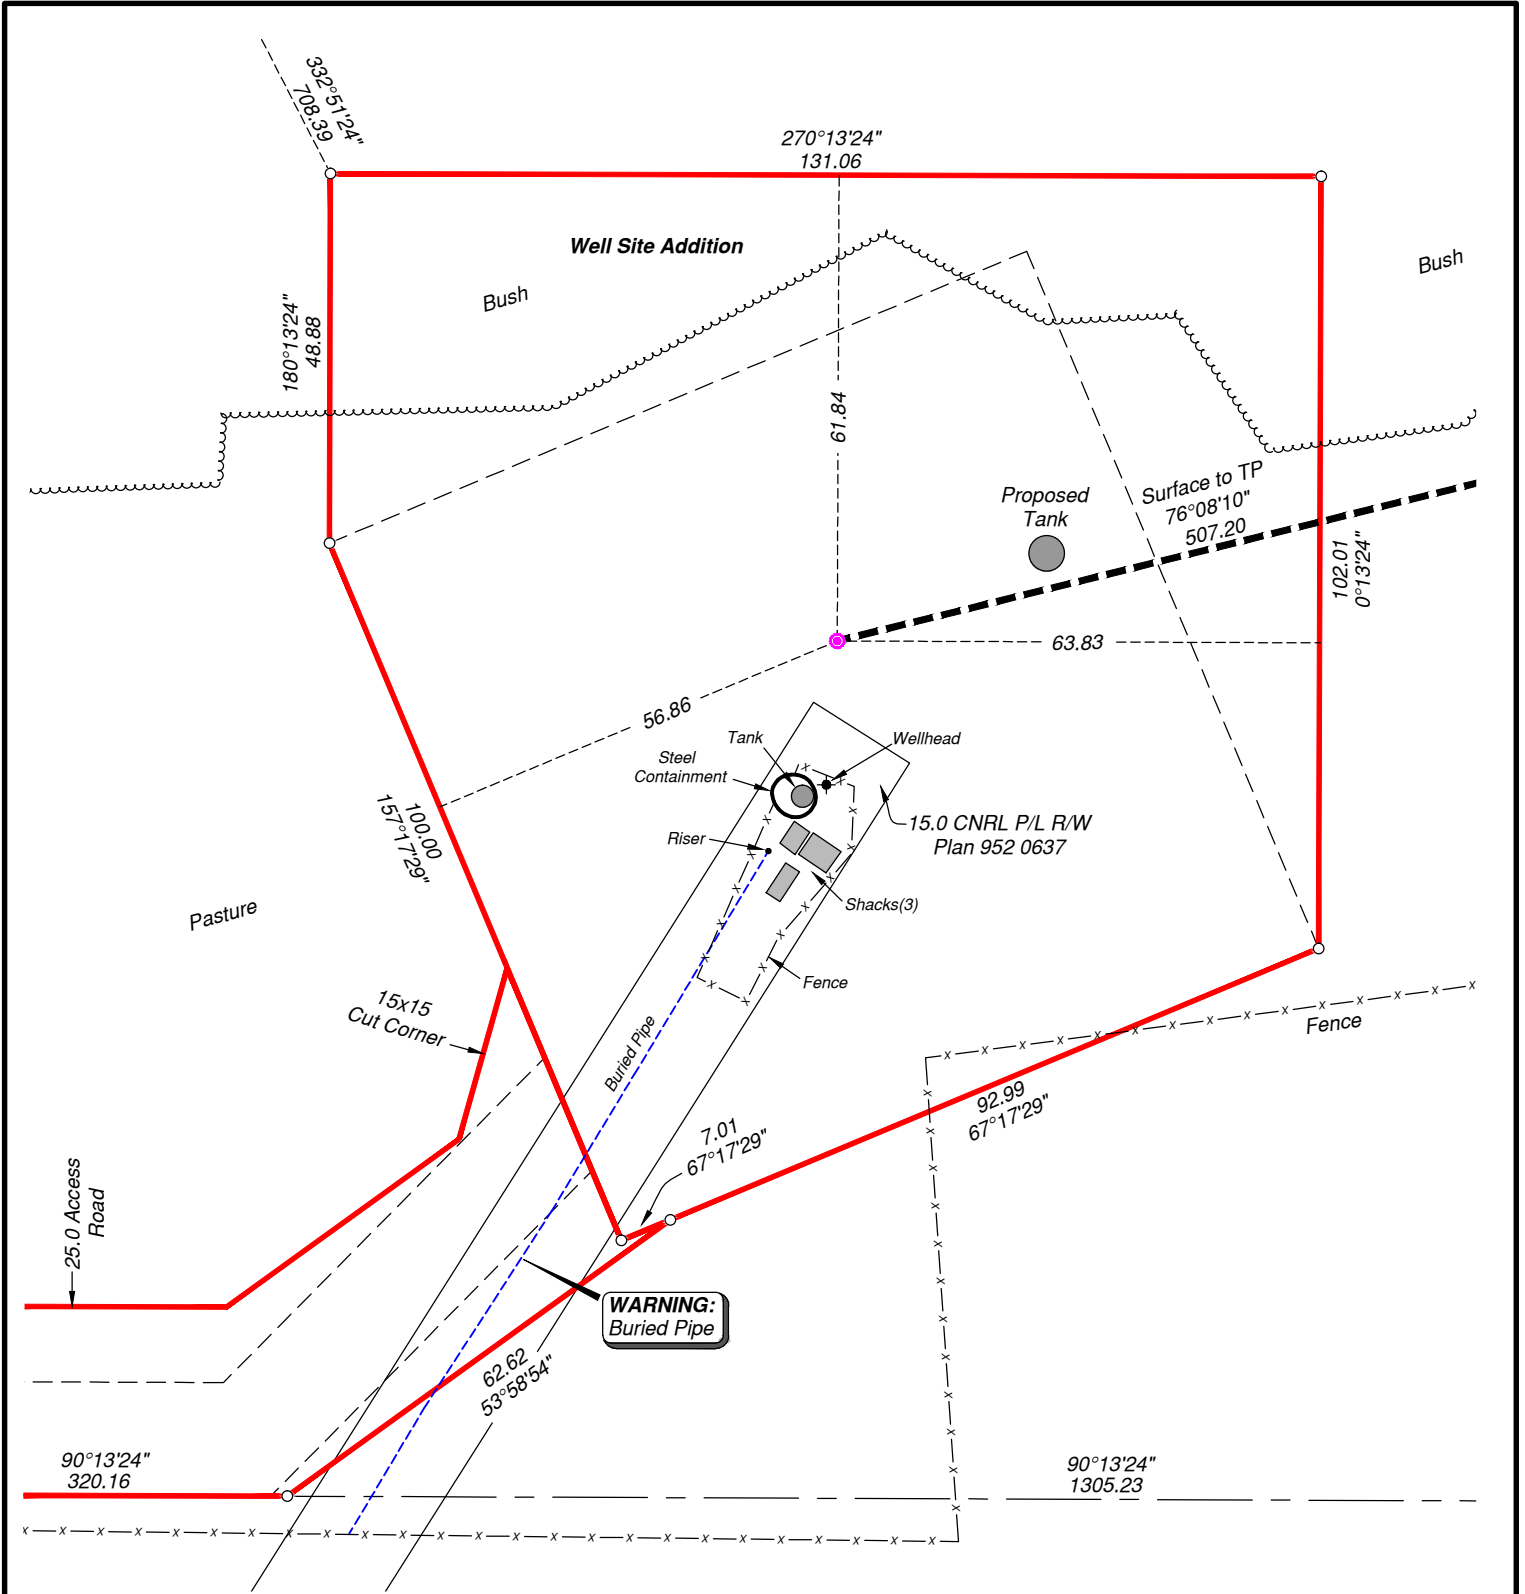 332°51'24"
708.39
270°13'24"
131.06
Well Site Addition
Bush
Bush
180°13'24"
48.88
61.84
Proposed
Tank
Surface to TP
76°08'10"
507.20
102.01
0°13'24"
63.83
56.86
Tank
Wellhead
Steel
Containment
100.00
157°17'29"
Riser
15.0 CNRL P/L R/W
Plan 952 0637
Shacks(3)
Pasture
Fence
15x15
Cut Corner
Fence
Buried Pipe
92.99
67°17'29"
7.01
67°17'29"
25.0 Access
Road
WARNING:
Buried Pipe
62.62
53°58'54"
90°13'24"
320.16
90°13'24"
1305.23